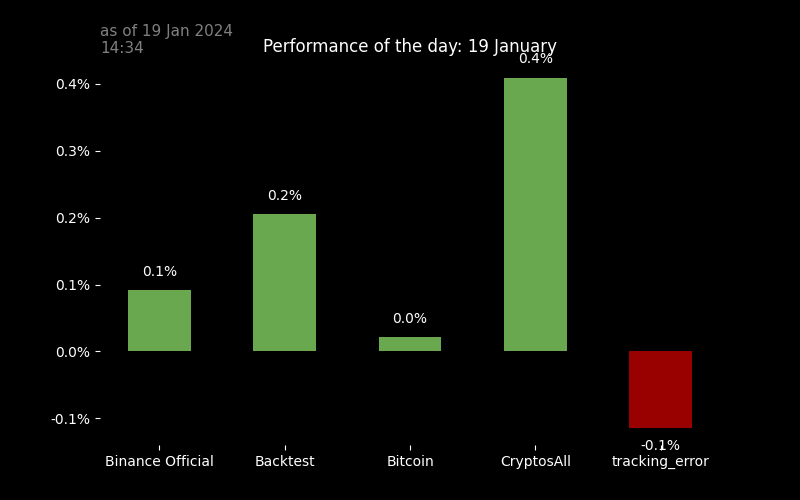 as of 19 Jan 2024
14:34
Performance of the day: 19 January
0.4%
0.4%
0.3%
0.2%
0.2%
0.1%
0.1%
0.0%
0.0%
-0.1%
-0.1%
Binance Official
Backtest
Bitcoin
CryptosAll
tracking_error